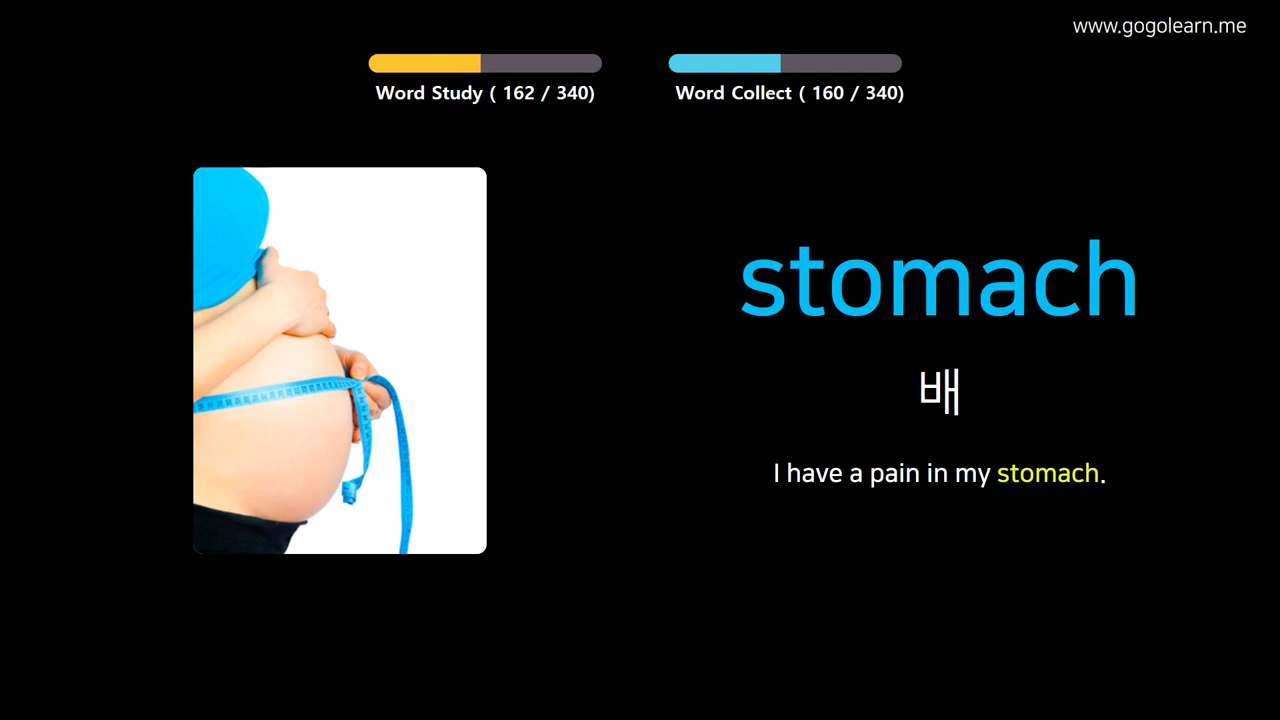 www.gogolearn.me
Word Study ( 162 / 340)
Word Collect ( 160 / 340)
stomach
배
I have a pain in my stomach.